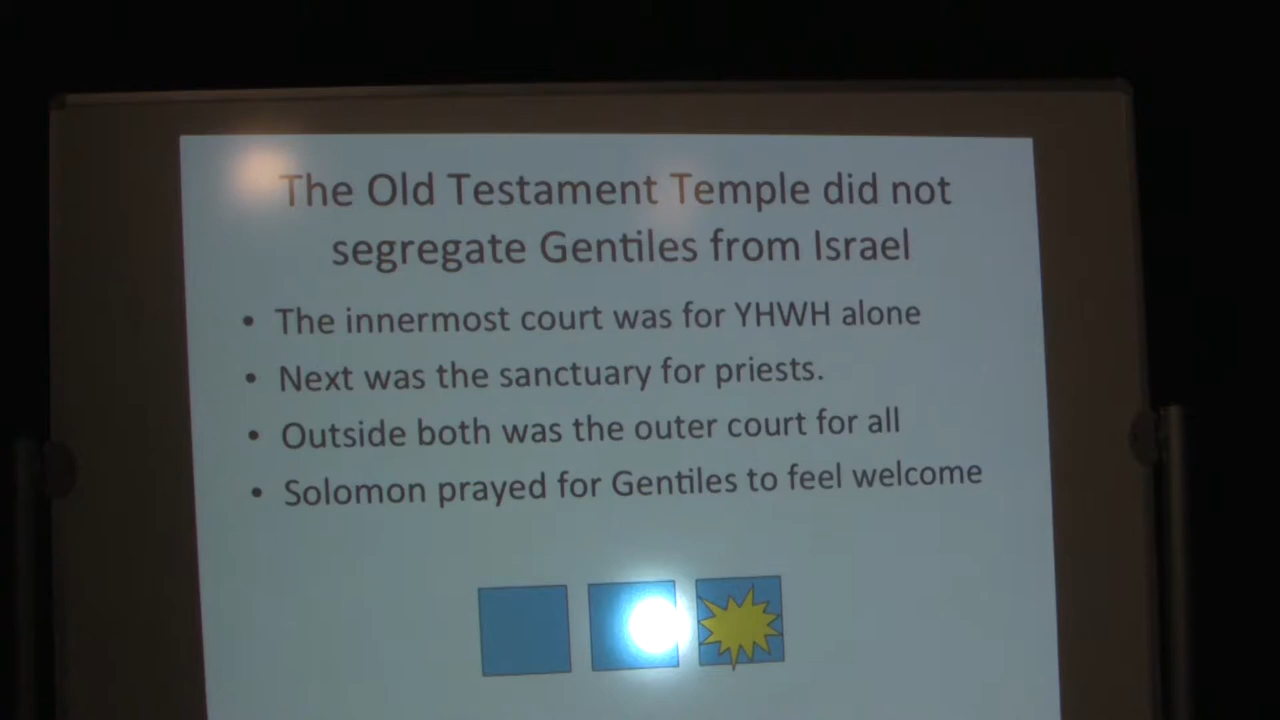 The Old Testament Temple did not
segregate Gentiles from Israel
• The innermost court was for YHWH alone
• Next was the sanctuary for priests.
• Outside both was the outer court for all
• Solomon prayed for Gentiles to feel welcome